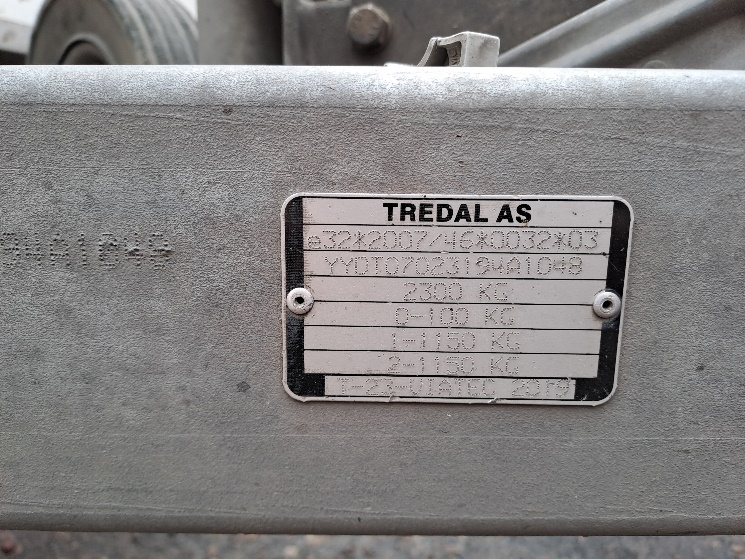 TREDAL AS
e32*2007/46*0032*03
YYDT0702319WA1048
2300 KG
0-100 KG
1-1150 KG
2-1150 KG
T-23-VIATEC 2019